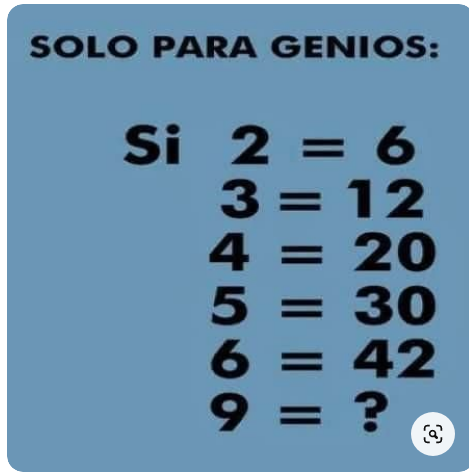 SOLO PARA GENIOS:
Si 2 = 6
3 = 12
4 = 20
5 = 30
6 = 42
9 = ?